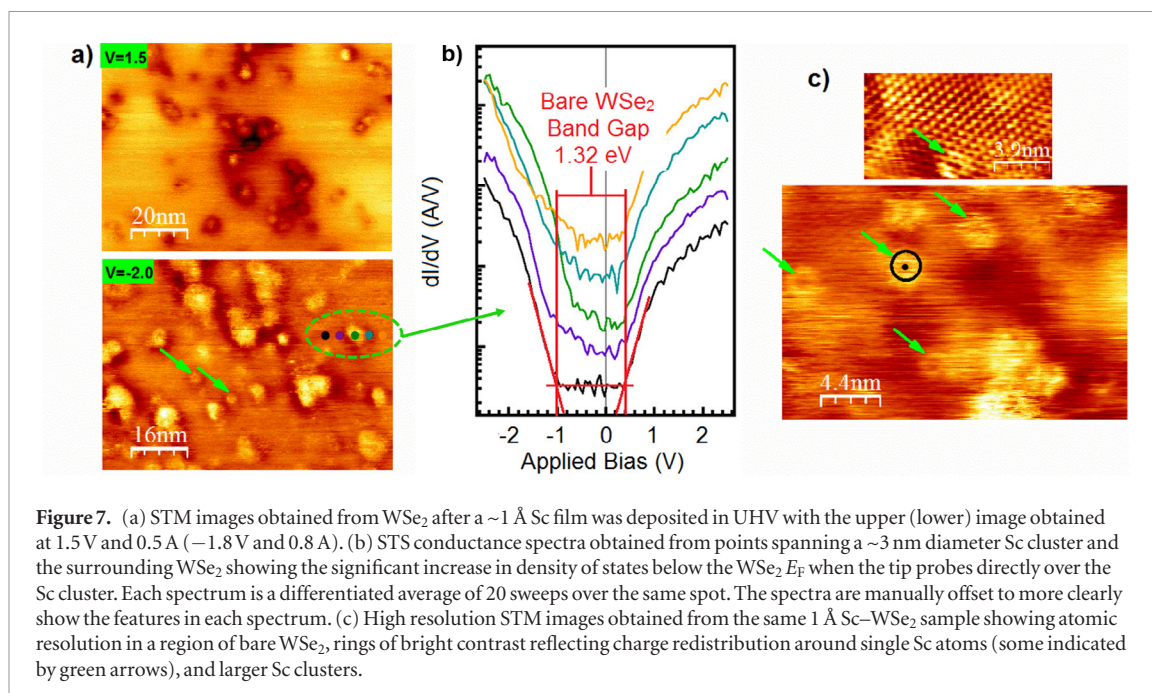 a)
V=1.5
20nm
V=-2.0
16nm
b)
Bare WSe₂
Band Gap
1.32 eV
dI/dV (A/V)
-2 -1 0 1 2
Applied Bias (V)
c)
3.9nm
4.4nm
Figure 7. (a) STM images obtained from WSe₂ after a ~1 Å Sc film was deposited in UHV with the upper (lower) image obtained
at 1.5 V and 0.5 A (−1.8 V and 0.8 A). (b) STS conductance spectra obtained from points spanning a ~3 nm diameter Sc cluster and
the surrounding WSe₂ showing the significant increase in density of states below the WSe₂ E_F when the tip probes directly over the
Sc cluster. Each spectrum is a differentiated average of 20 sweeps over the same spot. The spectra are manually offset to more clearly
show the features in each spectrum. (c) High resolution STM images obtained from the same 1 Å Sc–WSe₂ sample showing atomic
resolution in a region of bare WSe₂, rings of bright contrast reflecting charge redistribution around single Sc atoms (some indicated
by green arrows), and larger Sc clusters.